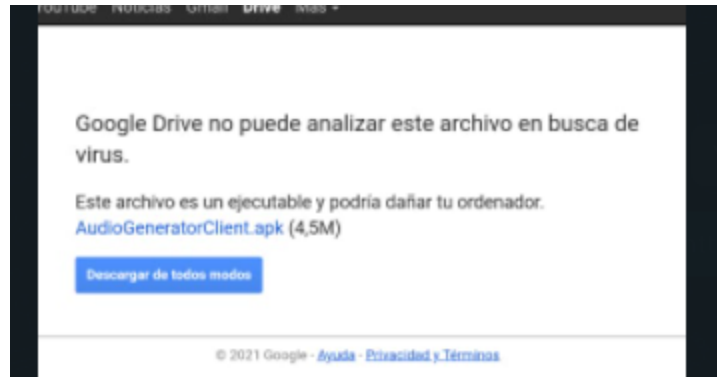 YouTube Noticias Gmail Drive Más
Google Drive no puede analizar este archivo en busca de
virus.
Este archivo es un ejecutable y podría dañar tu ordenador.
AudioGeneratorClient.apk (4,5M)
Descargar de todos modos
© 2021 Google - Ayuda - Privacidad y Términos